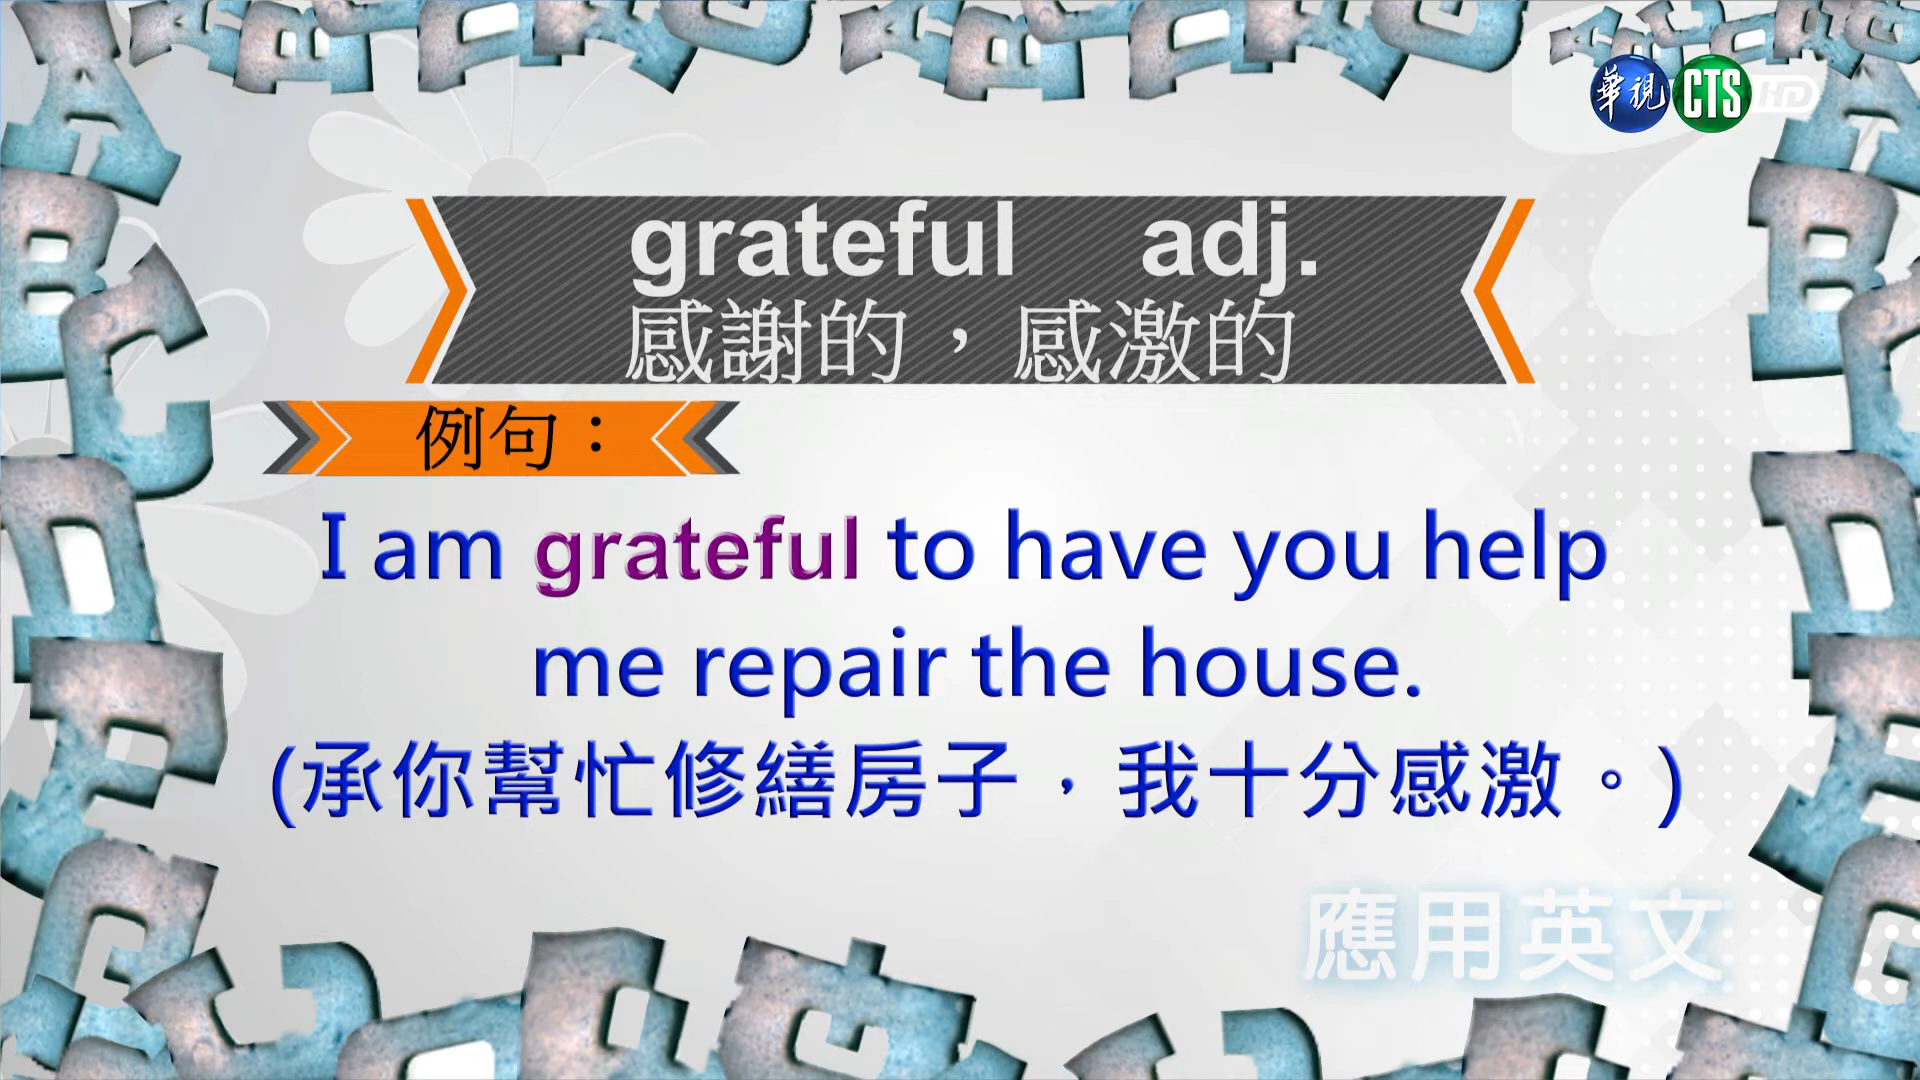 華視 CTS HD
grateful adj.
感謝的，感激的
例句：
I am grateful to have you help
me repair the house.
(承你幫忙修繕房子，我十分感激。)
應用英文